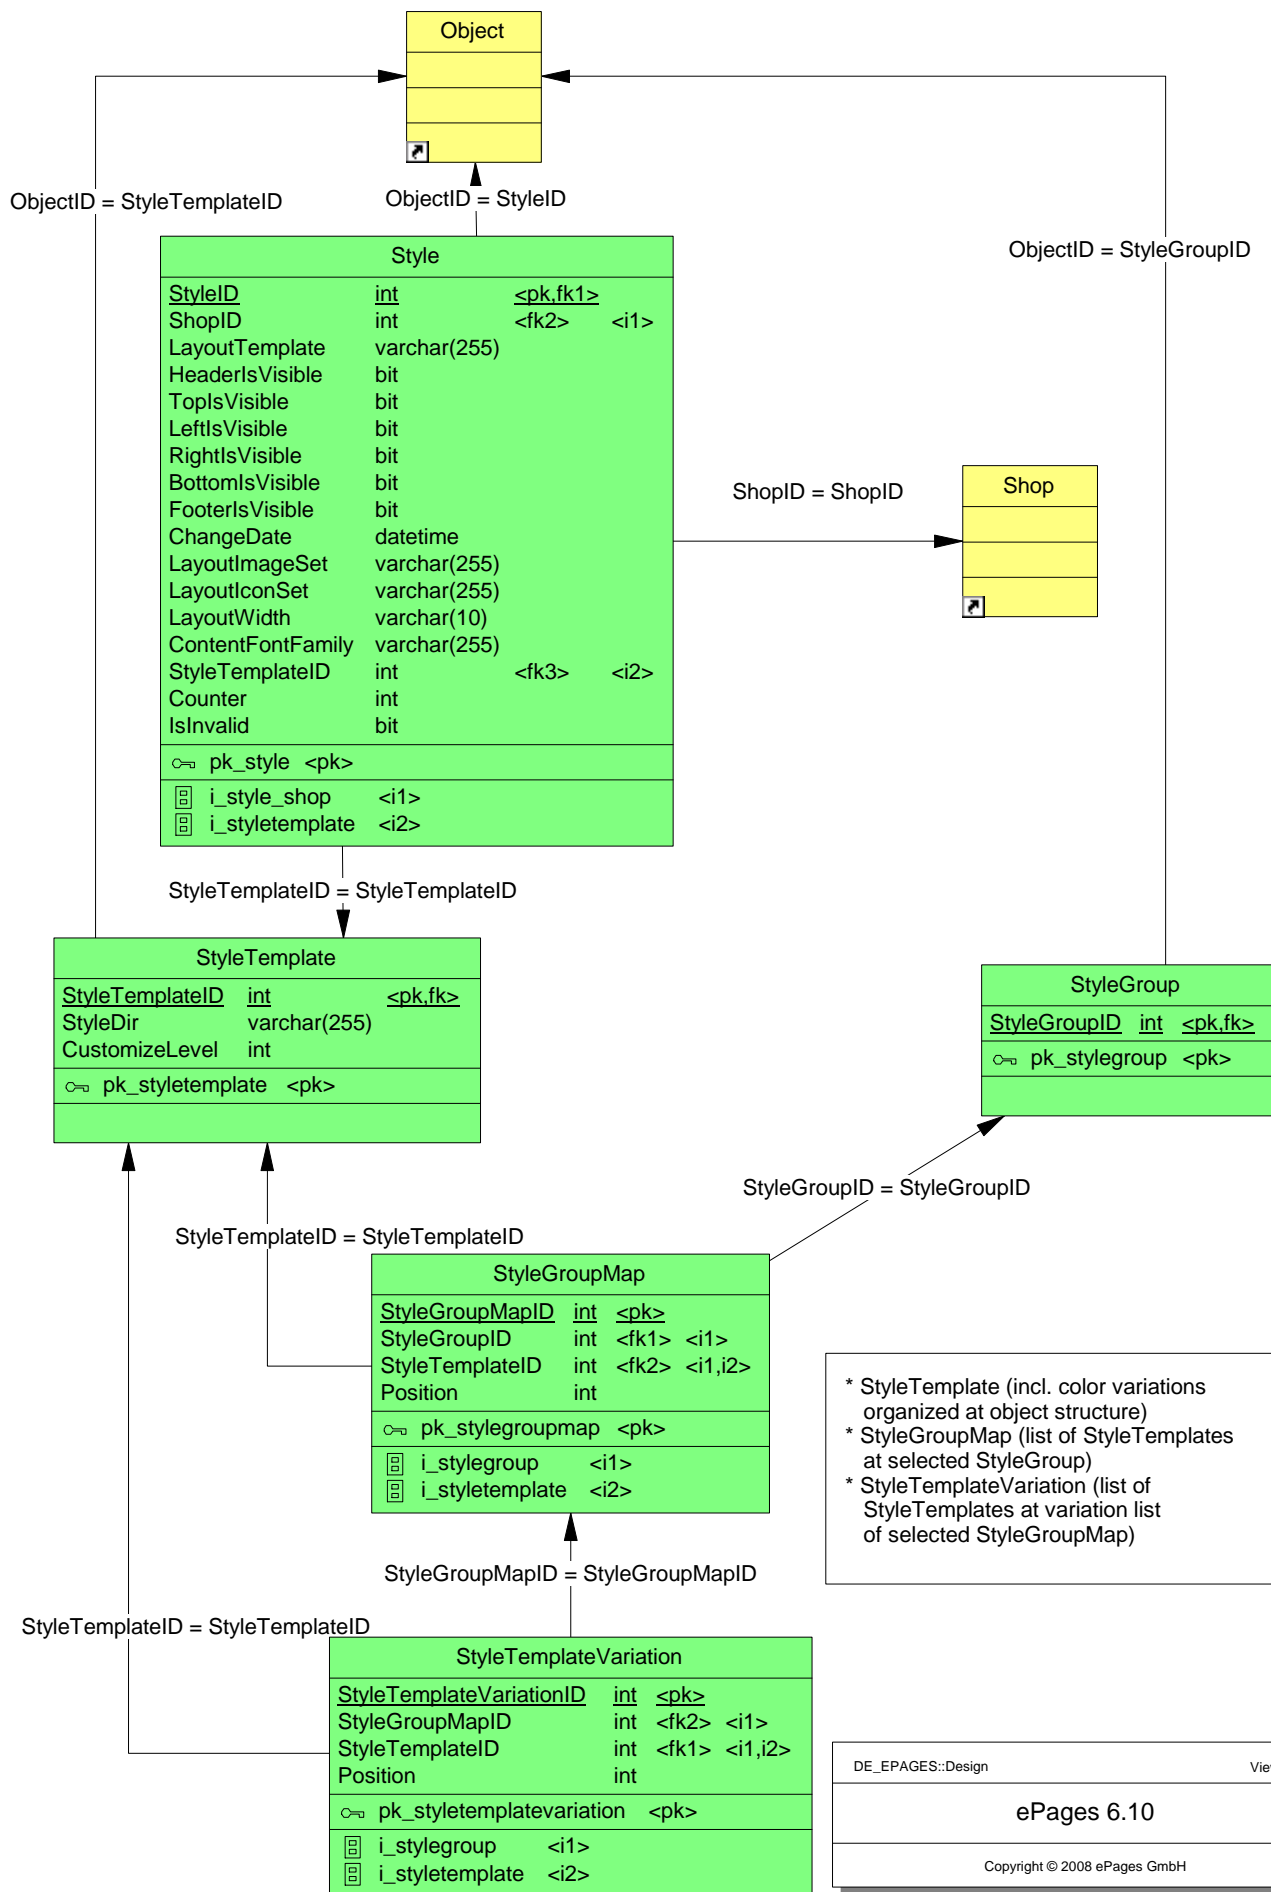 Object
ObjectID = StyleTemplateID
ObjectID = StyleID
ObjectID = StyleGroupID
Style
StyleID int <pk,fk1>
ShopID int <fk2> <i1>
LayoutTemplate varchar(255)
HeaderIsVisible bit
TopIsVisible bit
LeftIsVisible bit
RightIsVisible bit
BottomIsVisible bit
FooterIsVisible bit
ChangeDate datetime
LayoutImageSet varchar(255)
LayoutIconSet varchar(255)
LayoutWidth varchar(10)
ContentFontFamily varchar(255)
StyleTemplateID int <fk3> <i2>
Counter int
IsInvalid bit
pk_style <pk>
i_style_shop <i1>
i_styletemplate <i2>
ShopID = ShopID
Shop
StyleTemplateID = StyleTemplateID
StyleTemplate
StyleTemplateID int <pk,fk>
StyleDir varchar(255)
CustomizeLevel int
pk_styletemplate <pk>
StyleGroup
StyleGroupID int <pk,fk>
pk_stylegroup <pk>
StyleGroupID = StyleGroupID
StyleTemplateID = StyleTemplateID
StyleGroupMap
StyleGroupMapID int <pk>
StyleGroupID int <fk1> <i1>
StyleTemplateID int <fk2> <i1,i2>
Position int
pk_stylegroupmap <pk>
i_stylegroup <i1>
i_styletemplate <i2>
* StyleTemplate (incl. color variations
organized at object structure)
* StyleGroupMap (list of StyleTemplates
at selected StyleGroup)
* StyleTemplateVariation (list of
StyleTemplates at variation list
of selected StyleGroupMap)
StyleGroupMapID = StyleGroupMapID
StyleTemplateID = StyleTemplateID
StyleTemplateVariation
StyleTemplateVariationID int <pk>
StyleGroupMapID int <fk2> <i1>
StyleTemplateID int <fk1> <i1,i2>
Position int
pk_styletemplatevariation <pk>
i_stylegroup <i1>
i_styletemplate <i2>
DE_EPAGES::Design
ePages 6.10
Copyright © 2008 ePages GmbH